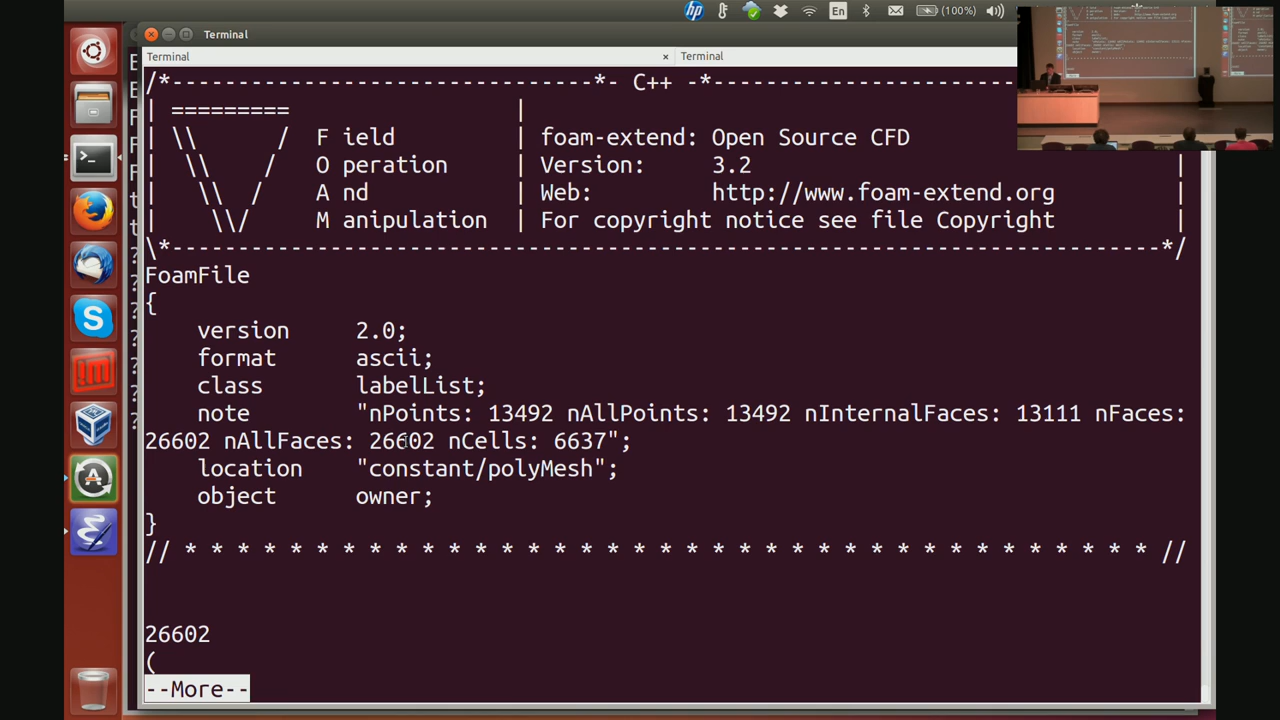 hp En (100%)
Terminal
Terminal × Terminal
/*---------------------------------*- C++ -*-----------------------
| ========= |
| \\ / F ield | foam-extend: Open Source CFD
| \\ / O peration | Version: 3.2 |
| \\ / A nd | Web: http://www.foam-extend.org |
| \\/ M anipulation | For copyright notice see file Copyright |
\*---------------------------------------------------------------------------*/
FoamFile
{
version 2.0;
format ascii;
class labelList;
note "nPoints: 13492 nAllPoints: 13492 nInternalFaces: 13111 nFaces:
26602 nAllFaces: 26602 nCells: 6637";
location "constant/polyMesh";
object owner;
}
// * * * * * * * * * * * * * * * * * * * * * * * * * * * * * * * * * * * * * //
26602
(
--More--